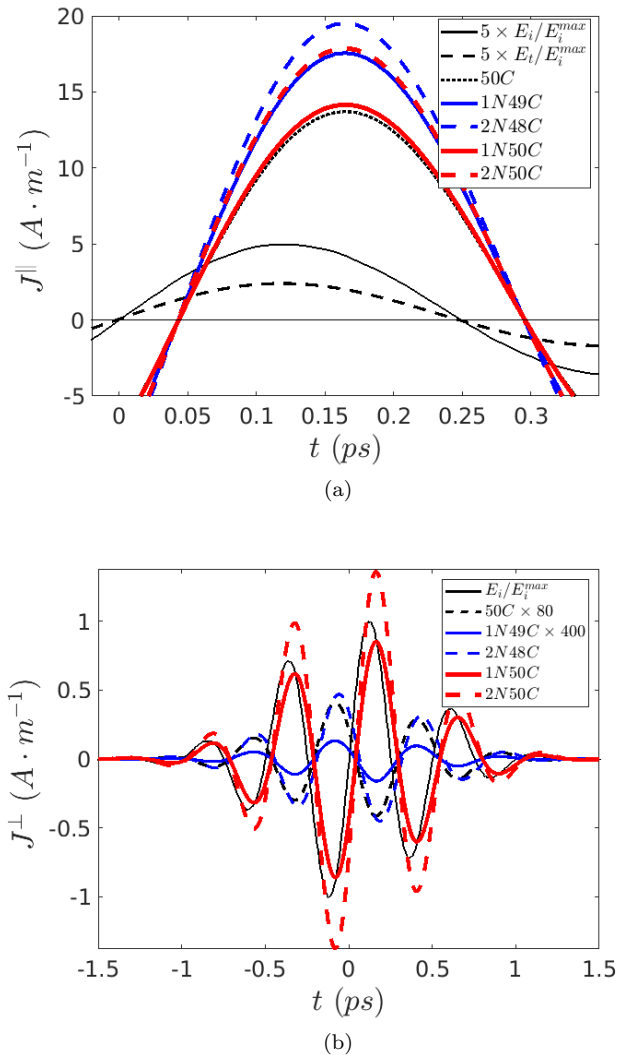 20
15
10
5
0
-5
J∥ (A · m⁻¹)
5 × E_i/E_i^{max}
5 × E_t/E_i^{max}
50C
1N49C
2N48C
1N50C
2N50C
0 0.05 0.1 0.15 0.2 0.25 0.3
t (ps)
(a)
1
0.5
0
-0.5
-1
J⊥ (A · m⁻¹)
E_i/E_i^{max}
50C × 80
1N49C × 400
2N48C
1N50C
2N50C
-1.5 -1 -0.5 0 0.5 1 1.5
t (ps)
(b)